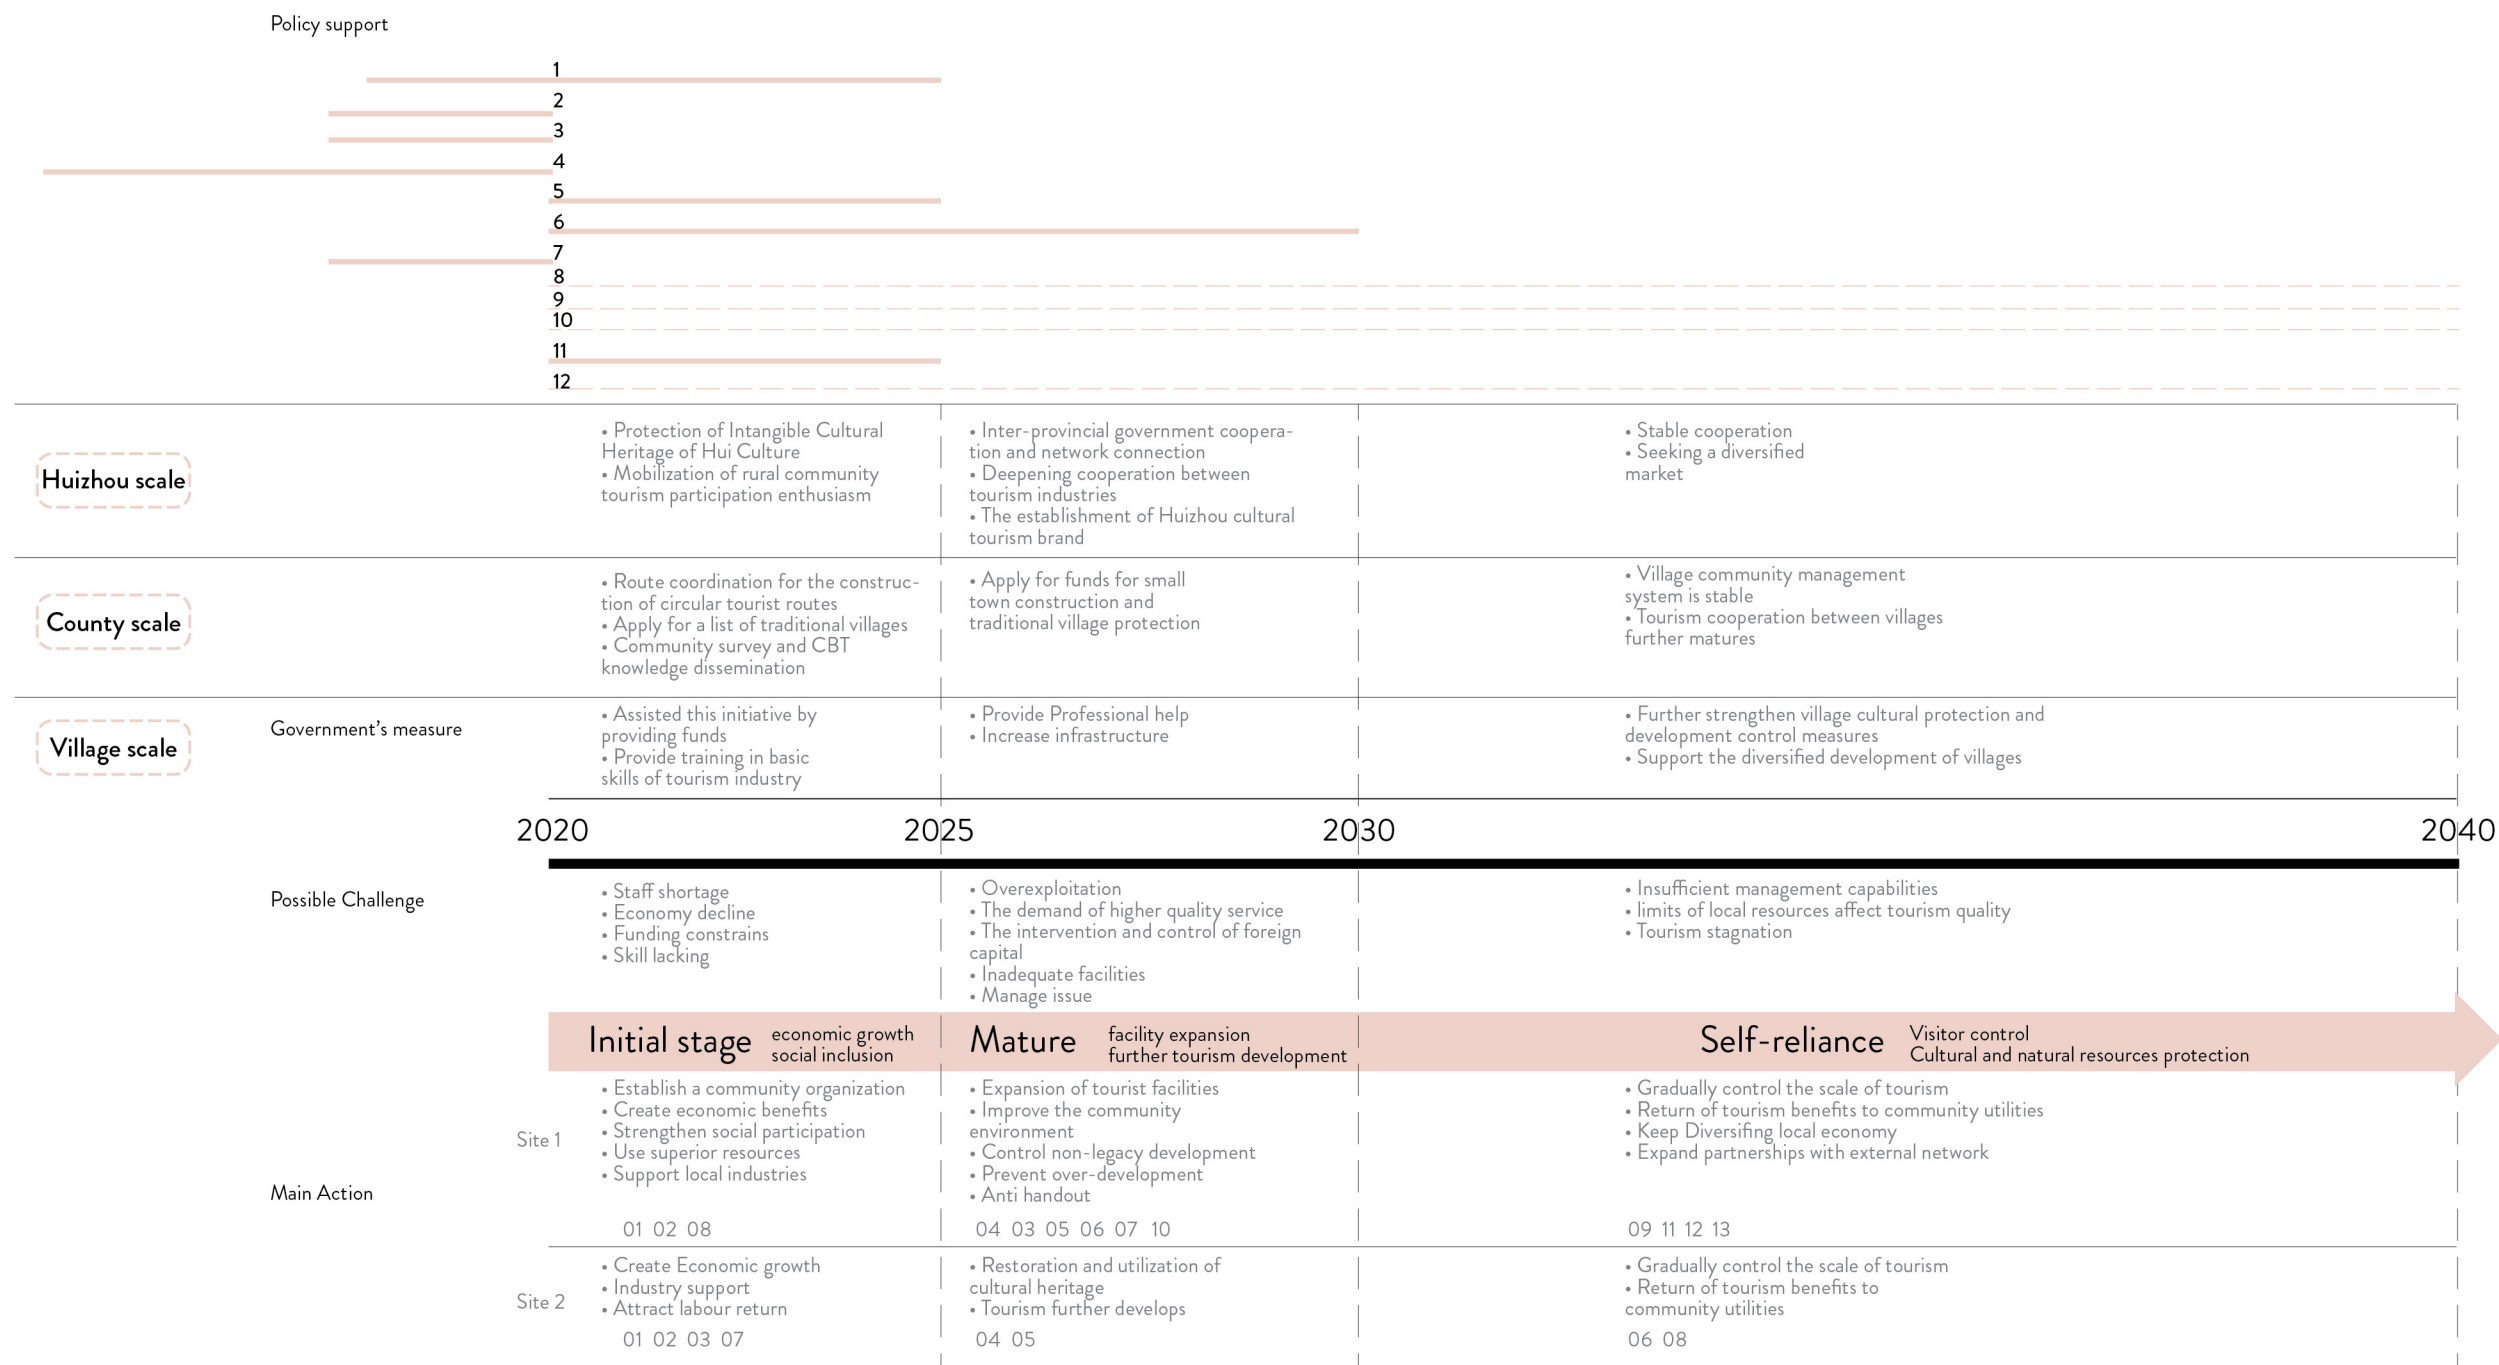 Policy support
1
2
3
4
5
6
7
8
9
10
11
12
Huizhou scale
• Protection of Intangible Cultural
Heritage of Hui Culture
• Mobilization of rural community
tourism participation enthusiasm
• Inter-provincial government coopera-
tion and network connection
• Deepening cooperation between
tourism industries
• The establishment of Huizhou cultural
tourism brand
• Stable cooperation
• Seeking a diversified
market
County scale
• Route coordination for the construc-
tion of circular tourist routes
• Apply for a list of traditional villages
• Community survey and CBT
knowledge dissemination
• Apply for funds for small
town construction and
traditional village protection
• Village community management
system is stable
• Tourism cooperation between villages
further matures
Village scale
Government's measure
• Assisted this initiative by
providing funds
• Provide training in basic
skills of tourism industry
• Provide Professional help
• Increase infrastructure
• Further strengthen village cultural protection and
development control measures
• Support the diversified development of villages
2020
2025
2030
2040
Possible Challenge
• Staff shortage
• Economy decline
• Funding constrains
• Skill lacking
• Overexploitation
• The demand of higher quality service
• The intervention and control of foreign
capital
• Inadequate facilities
• Manage issue
• Insufficient management capabilities
• limits of local resources affect tourism quality
• Tourism stagnation
Initial stage
economic growth
social inclusion
Mature
facility expansion
further tourism development
Self-reliance
Visitor control
Cultural and natural resources protection
Main Action
Site 1
• Establish a community organization
• Create economic benefits
• Strengthen social participation
• Use superior resources
• Support local industries
01 02 08
• Expansion of tourist facilities
• Improve the community
environment
• Control non-legacy development
• Prevent over-development
• Anti handout
04 03 05 06 07 10
• Gradually control the scale of tourism
• Return of tourism benefits to community utilities
• Keep Diversifing local economy
• Expand partnerships with external network
09 11 12 13
Site 2
• Create Economic growth
• Industry support
• Attract labour return
01 02 03 07
• Restoration and utilization of
cultural heritage
• Tourism further develops
04 05
• Gradually control the scale of tourism
• Return of tourism benefits to
community utilities
06 08